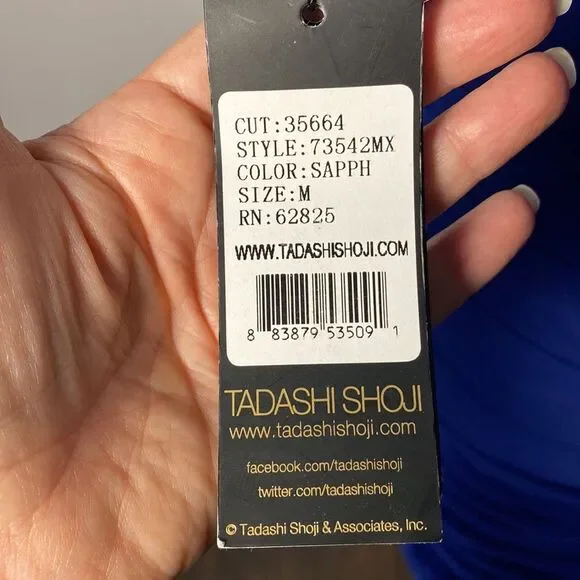 CUT:35664
STYLE:73542MX
COLOR:SAPPH
SIZE:M
RN:62825
WWW.TADASHISHOJI.COM
8 83879 53509 1
TADASHI SHOJI
www.tadashishoji.com
facebook.com/tadashishoji
twitter.com/tadashishoji
© Tadashi Shoji & Associates, Inc.